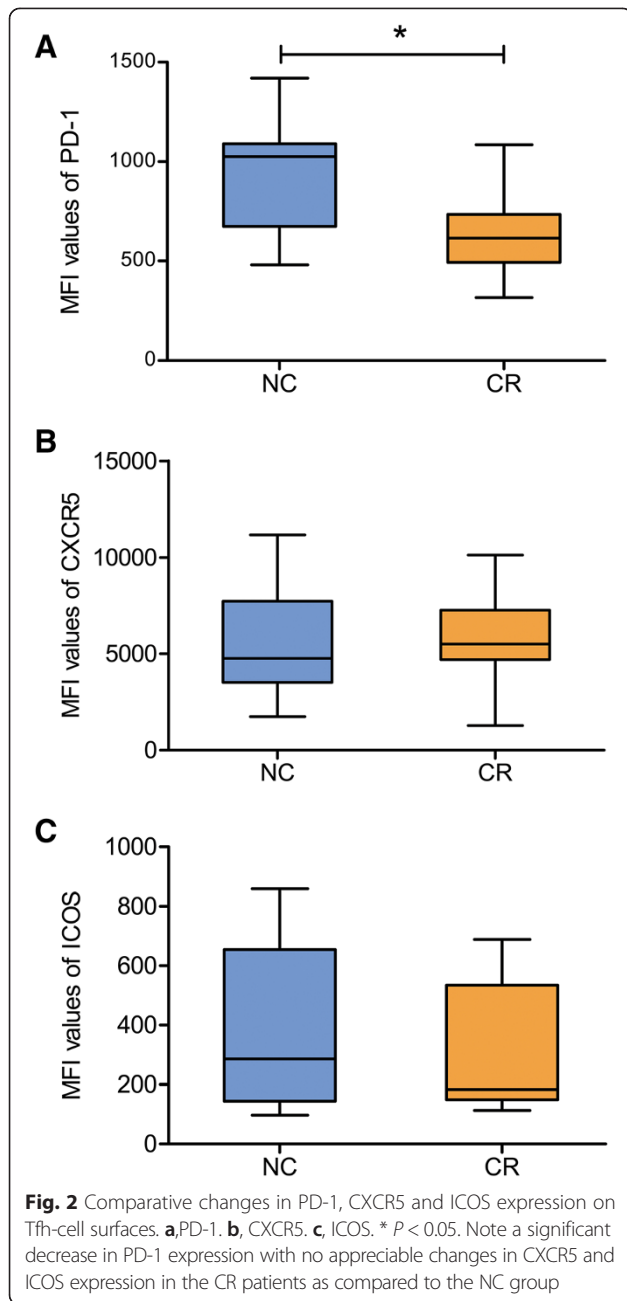 A
*
1500
1000
500
0
MFI values of PD-1
NC CR
B
15000
10000
5000
0
MFI values of CXCR5
NC CR
C
1000
800
600
400
200
0
MFI values of ICOS
NC CR
Fig. 2 Comparative changes in PD-1, CXCR5 and ICOS expression on
Tfh-cell surfaces. a,PD-1. b, CXCR5. c, ICOS. * P < 0.05. Note a significant
decrease in PD-1 expression with no appreciable changes in CXCR5 and
ICOS expression in the CR patients as compared to the NC group